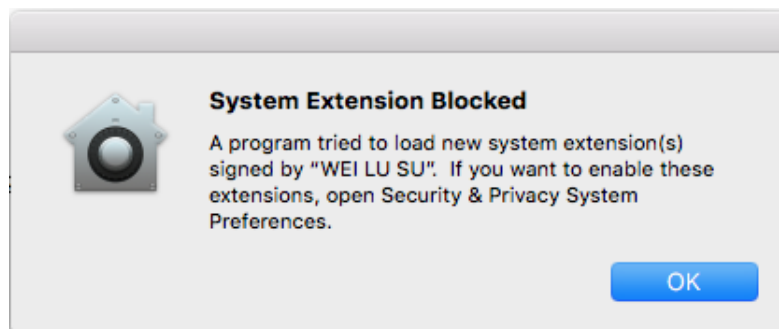 System Extension Blocked
A program tried to load new system extension(s)
signed by “WEI LU SU”.  If you want to enable these
extensions, open Security & Privacy System
Preferences.
OK